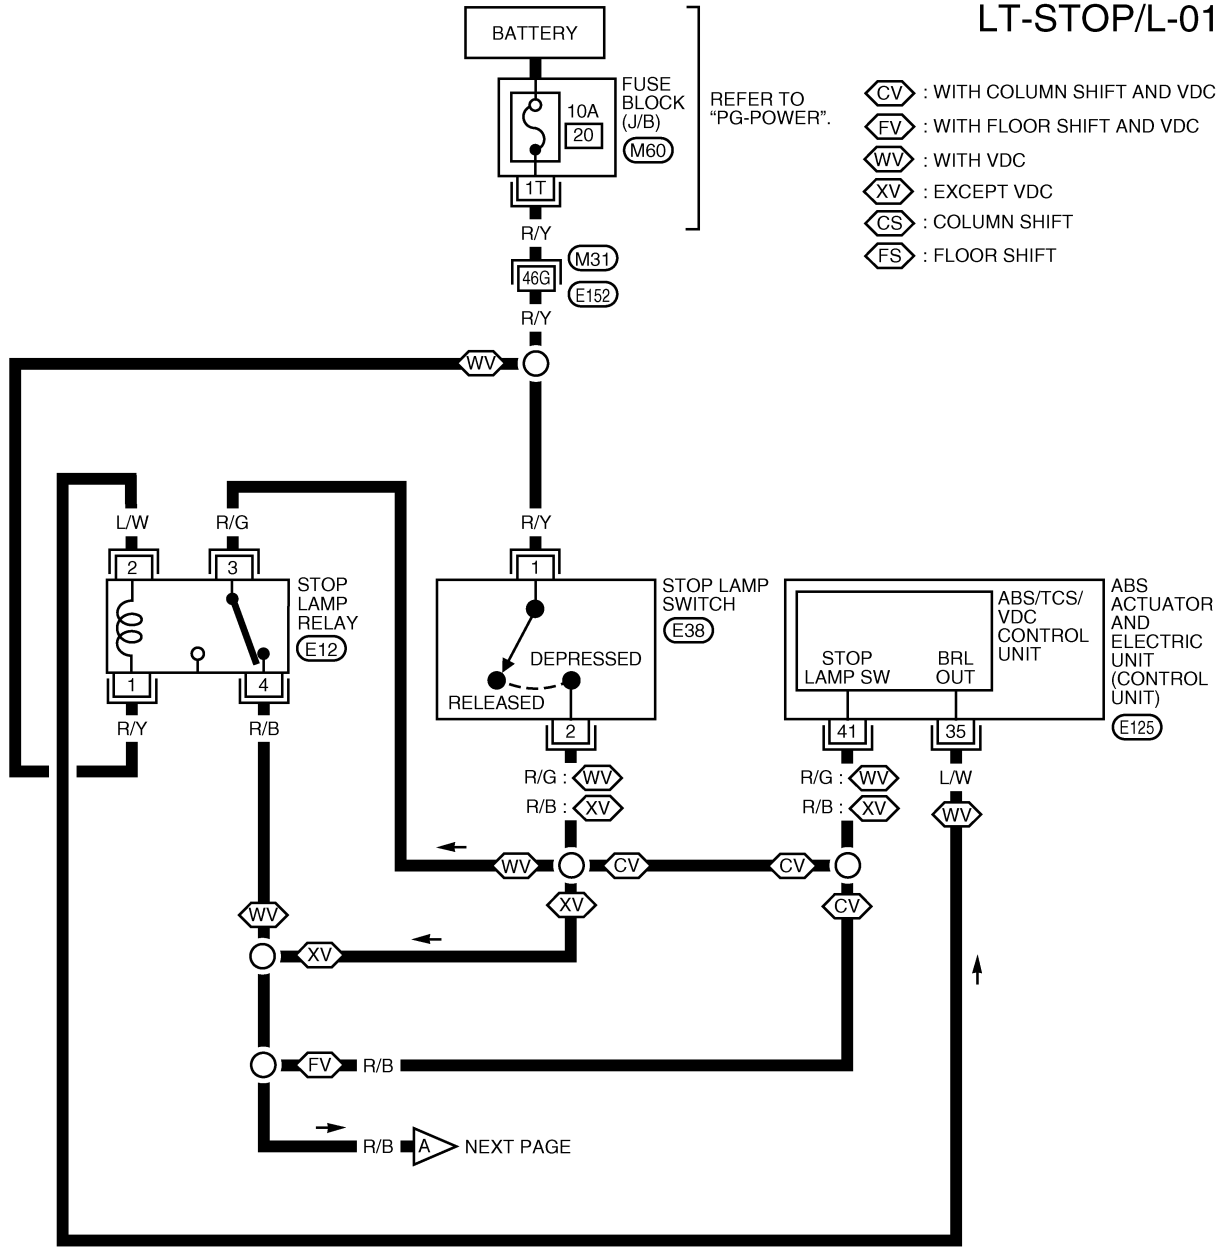 LT-STOP/L-01
BATTERY
FUSE
BLOCK
(J/B)
M60
10A
20
1T
REFER TO
"PG-POWER".
CV : WITH COLUMN SHIFT AND VDC
FV : WITH FLOOR SHIFT AND VDC
WV : WITH VDC
XV : EXCEPT VDC
CS : COLUMN SHIFT
FS : FLOOR SHIFT
R/Y
M31
46G
E152
R/Y
WV
L/W
R/G
R/Y
2
3
1
STOP
LAMP
RELAY
E12
STOP LAMP
SWITCH
E38
DEPRESSED
RELEASED
ABS/TCS/
VDC
CONTROL
UNIT
STOP
LAMP SW
BRL
OUT
ABS
ACTUATOR
AND
ELECTRIC
UNIT
(CONTROL
UNIT)
E125
1
4
2
41
35
R/Y
R/B
R/G : WV
R/B : XV
R/G : WV
R/B : XV
L/W
WV
WV
CV
CV
XV
CV
WV
XV
FV
R/B
R/B
A
NEXT PAGE